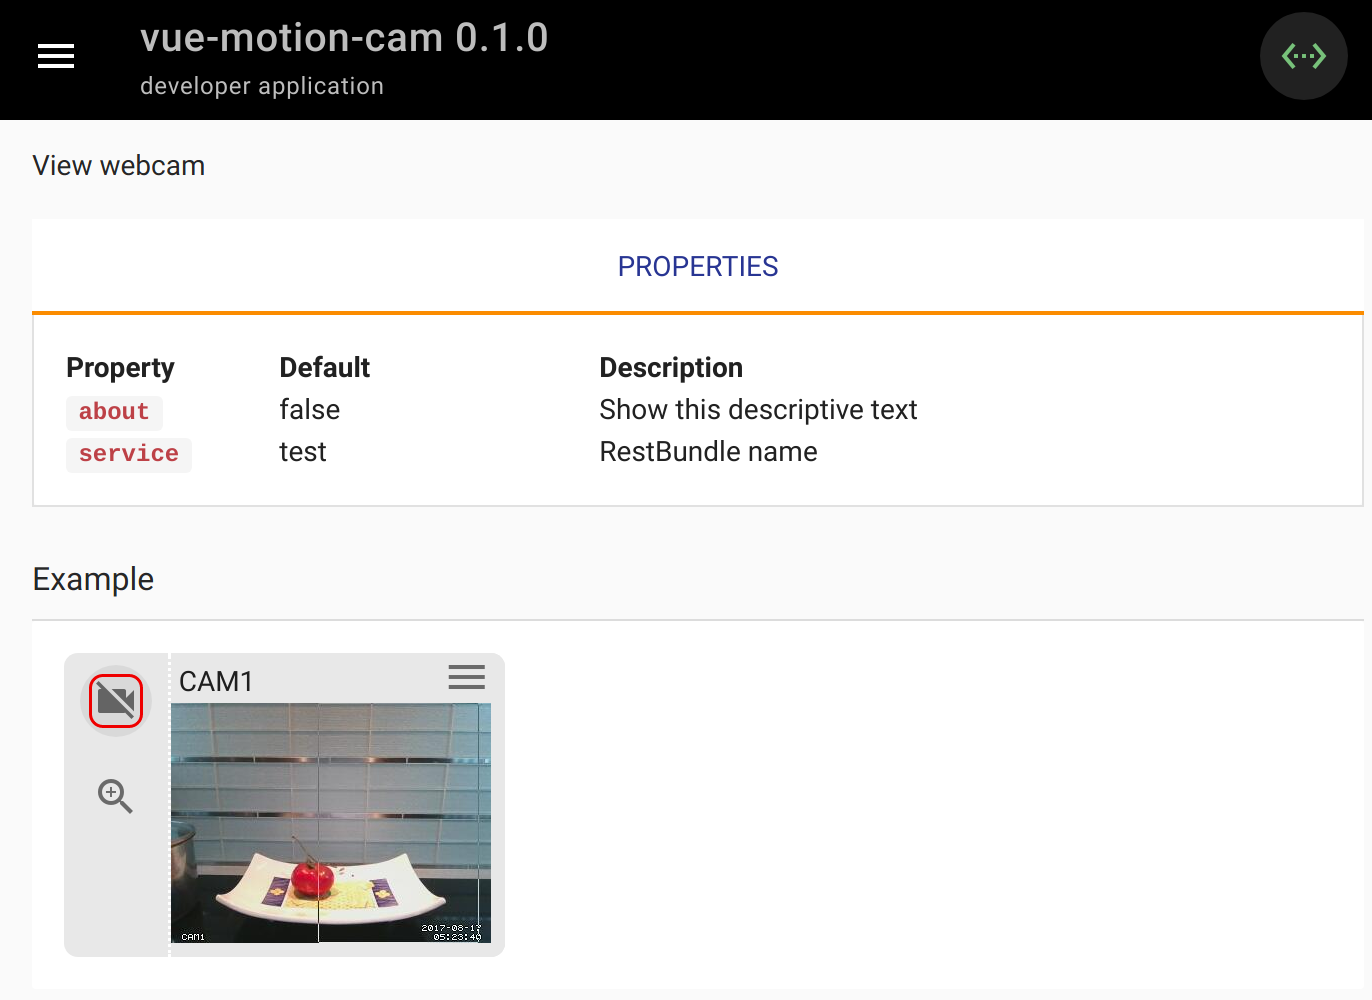 vue-motion-cam 0.1.0
developer application
View webcam
PROPERTIES
Property Default Description
about false Show this descriptive text
service test RestBundle name
Example
CAM1
2017-08-17
CAM1 05:23:46